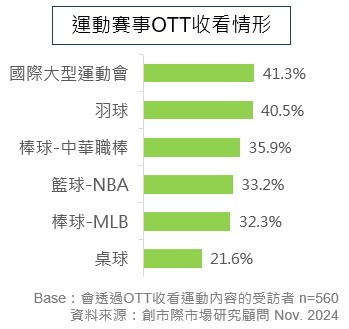 運動賽事OTT收看情形
國際大型運動會 41.3%
羽球 40.5%
棒球-中華職棒 35.9%
籃球-NBA 33.2%
棒球-MLB 32.3%
桌球 21.6%
Base：會透過OTT收看運動內容的受訪者 n=560
資料來源：創市際市場研究顧問 Nov. 2024